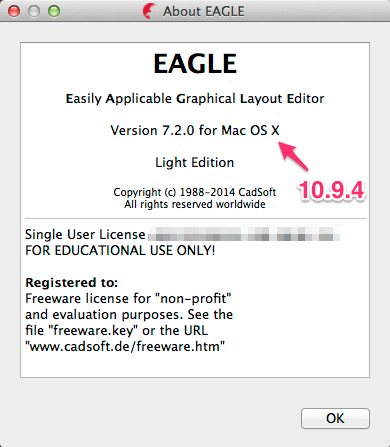 About EAGLE
EAGLE
Easily Applicable Graphical Layout Editor
Version 7.2.0 for Mac OS X
10.9.4
Light Edition
Copyright (c) 1988-2014 CadSoft
All rights reserved worldwide
Single User License
FOR EDUCATIONAL USE ONLY!
Registered to:
Freeware license for "non-profit"
and evaluation purposes. See the
file "freeware.key" or the URL
"www.cadsoft.de/freeware.htm"
OK